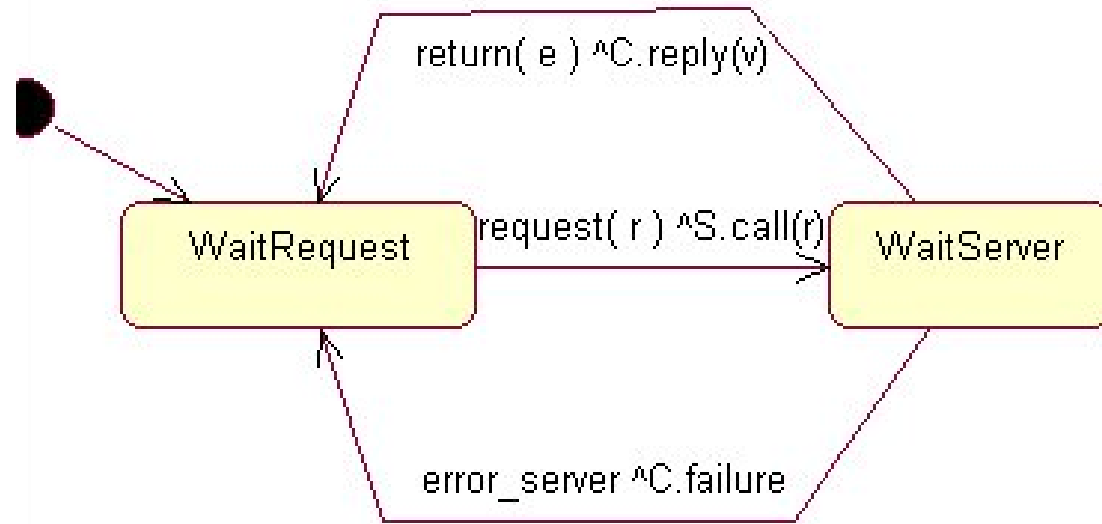 return( e ) ^C.reply(v)
request( r ) ^S.call(r)
WaitRequest
WaitServer
error_server ^C.failure